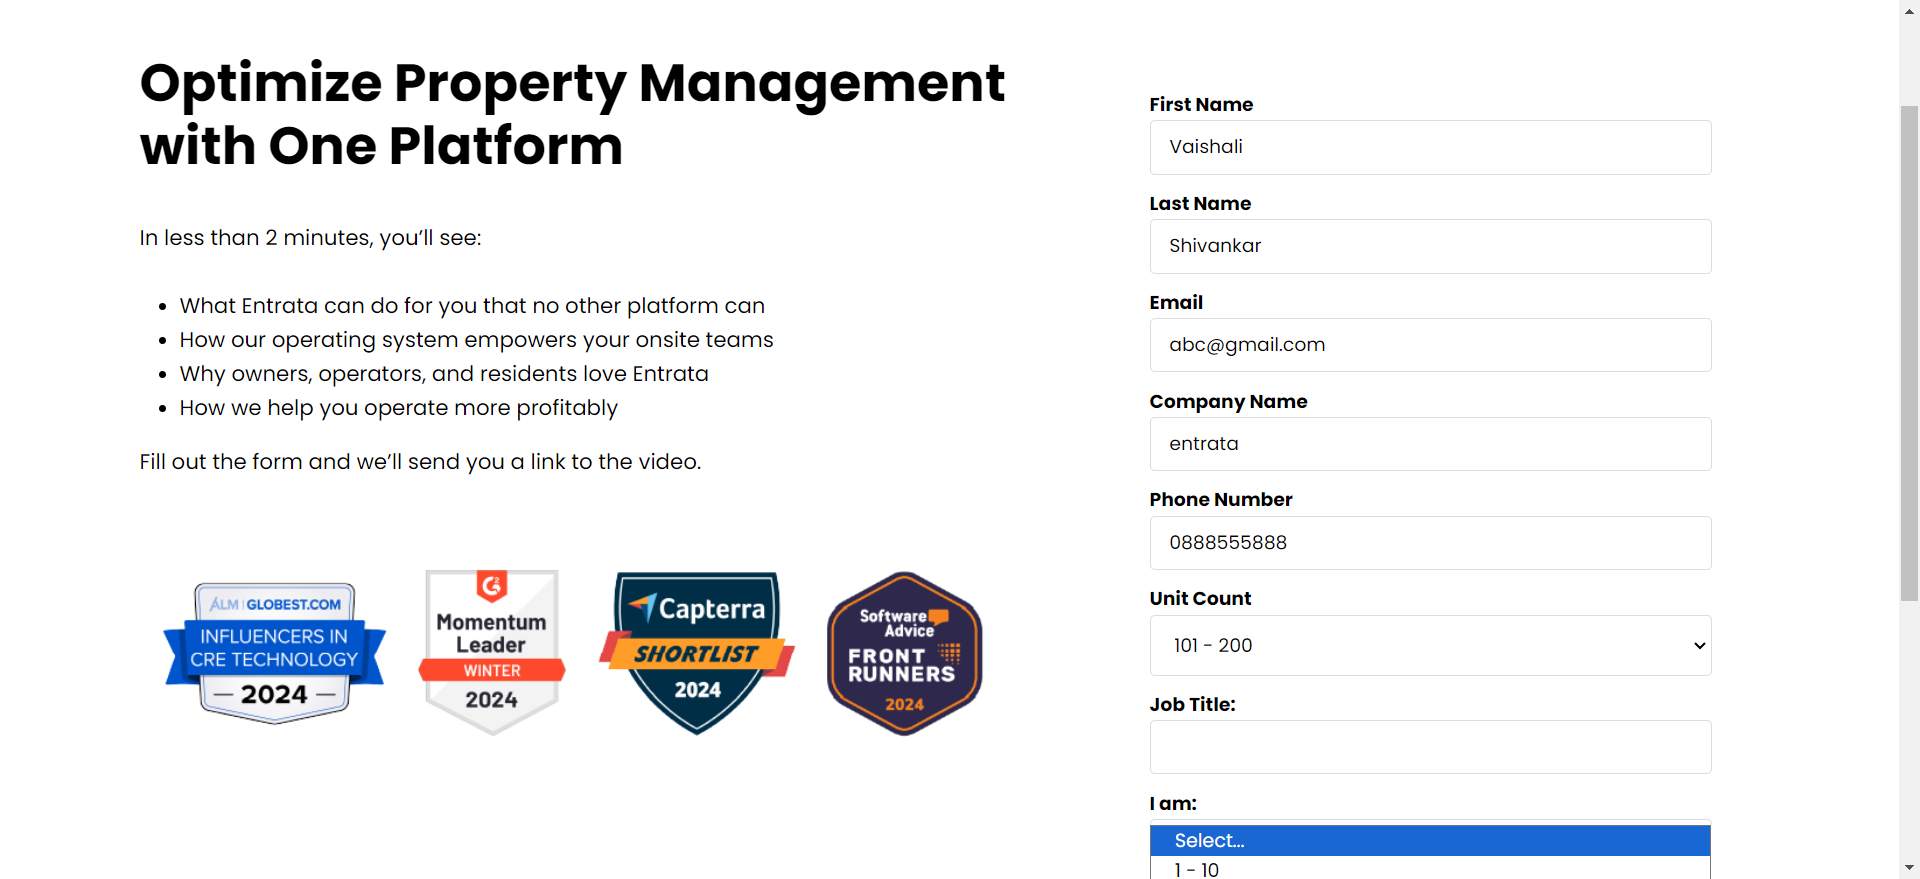 Optimize Property Management
with One Platform
In less than 2 minutes, you’ll see:
What Entrata can do for you that no other platform can
How our operating system empowers your onsite teams
Why owners, operators, and residents love Entrata
How we help you operate more profitably
Fill out the form and we’ll send you a link to the video.
ALM | GLOBEST.COM
INFLUENCERS IN
CRE TECHNOLOGY
— 2024 —
G2
Momentum
Leader
WINTER
2024
Capterra
SHORTLIST
2024
Software
Advice
FRONT
RUNNERS
2024
First Name
Vaishali
Last Name
Shivankar
Email
abc@gmail.com
Company Name
entrata
Phone Number
0888555888
Unit Count
101 - 200
Job Title:
I am:
Select...
1 - 10